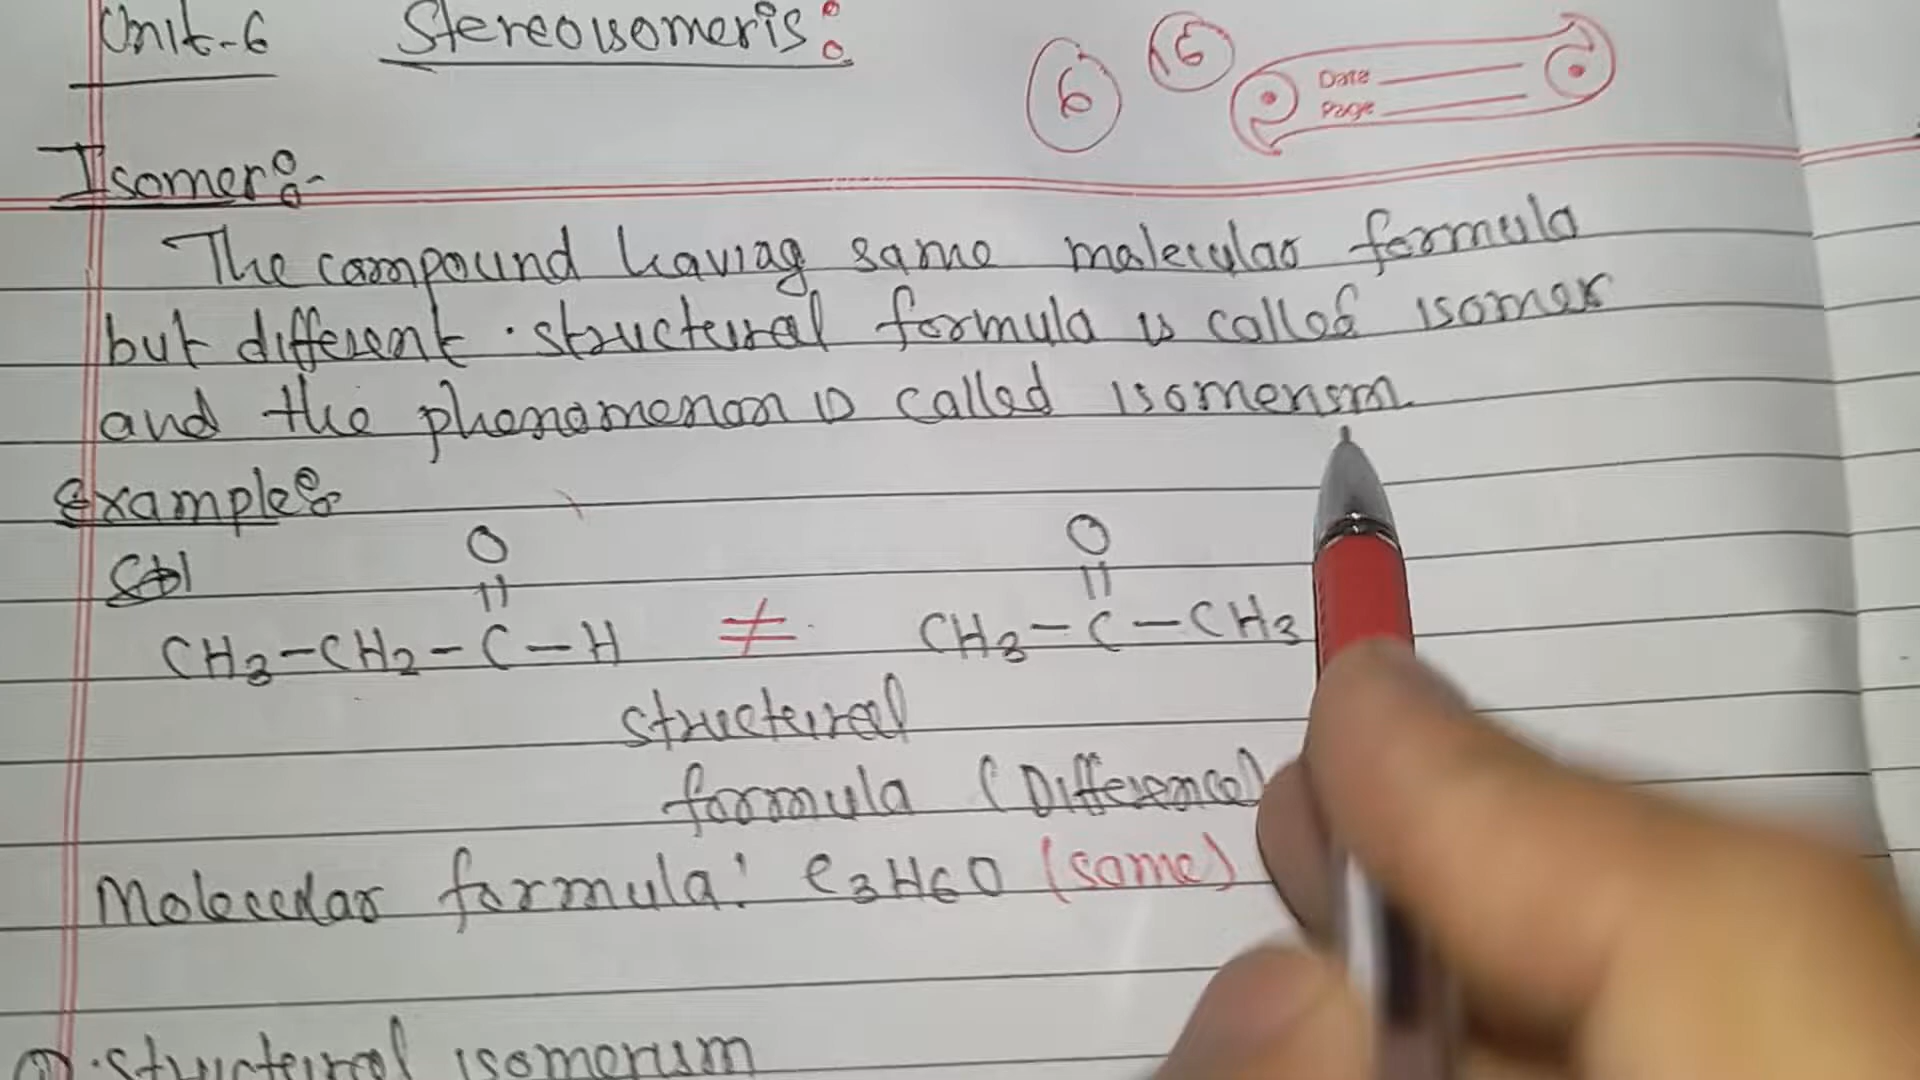 Unit-6 Stereoisomeris:
6
Date
Page
Isomer:-
The compound having same molecular formula
but different structural formula is called isomer
and the phenomenon is called isomerism
Example:
O O
|| ||
CH3-CH2-C-H ≠ CH3-C-CH3
structural
formula (Difference)
Molecular formula: C3H6O (same)
structural isomerism